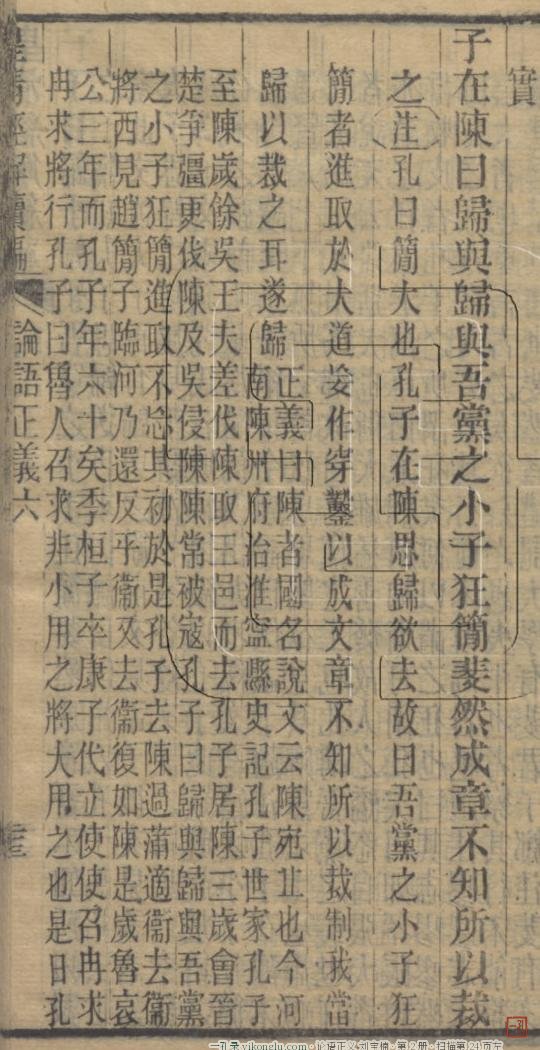 實
子在陳曰歸與歸與吾黨之小子狂簡斐然成章不知所以裁
之注孔曰簡大也孔子在陳思歸欲去故曰吾黨之小子狂
簡者進取於大道妄作穿鑿以成文章不知所以裁制我當
歸以裁之耳遂歸
正義曰陳者國名說文云陳宛丘也今河
南陳州府治淮寧縣史記孔子世家孔子
至陳歲餘吳王夫差伐陳取三邑而去孔子居陳三歲會晉
楚爭彊更伐陳及吳侵陳陳常被寇孔子曰歸與歸與吾黨
之小子狂簡進取不忘其初於是孔子去陳過蒲適衞去衞
將西見趙簡子臨河乃還反乎衞又去衞復如陳是歲魯哀
公三年而孔子年六十矣季桓子卒康子代立使使召冉求
冉求將行孔子曰魯人召求非小用之將大用之也是日孔
皇清經解續編 論語正義六
一孔